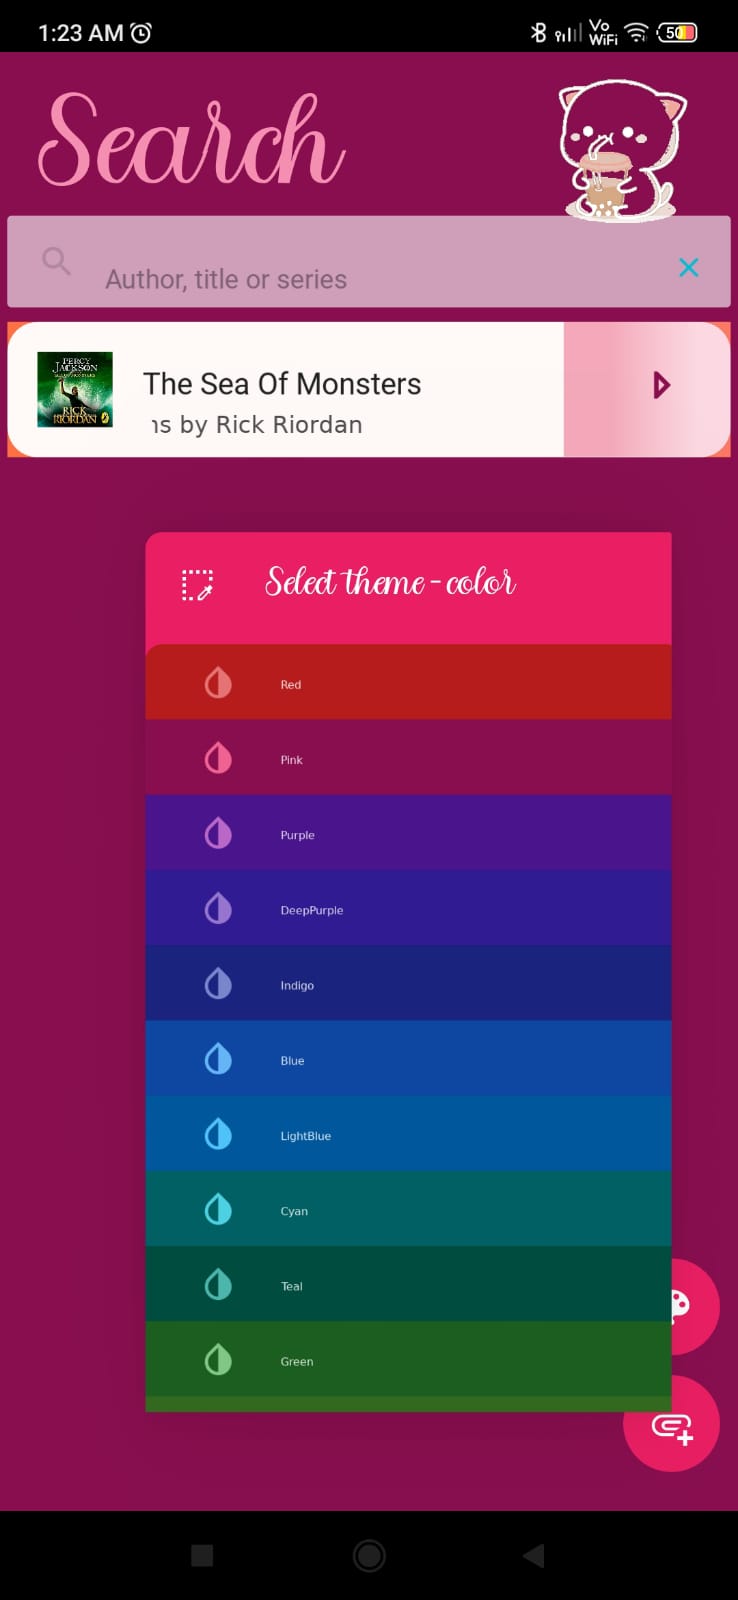 1:23 AM
Vo
WiFi
50
Search
Author, title or series
PERCY
JACKSON
RICK
RIORDAN
The Sea Of Monsters
ns by Rick Riordan
Select theme-color
Red
Pink
Purple
DeepPurple
Indigo
Blue
LightBlue
Cyan
Teal
Green